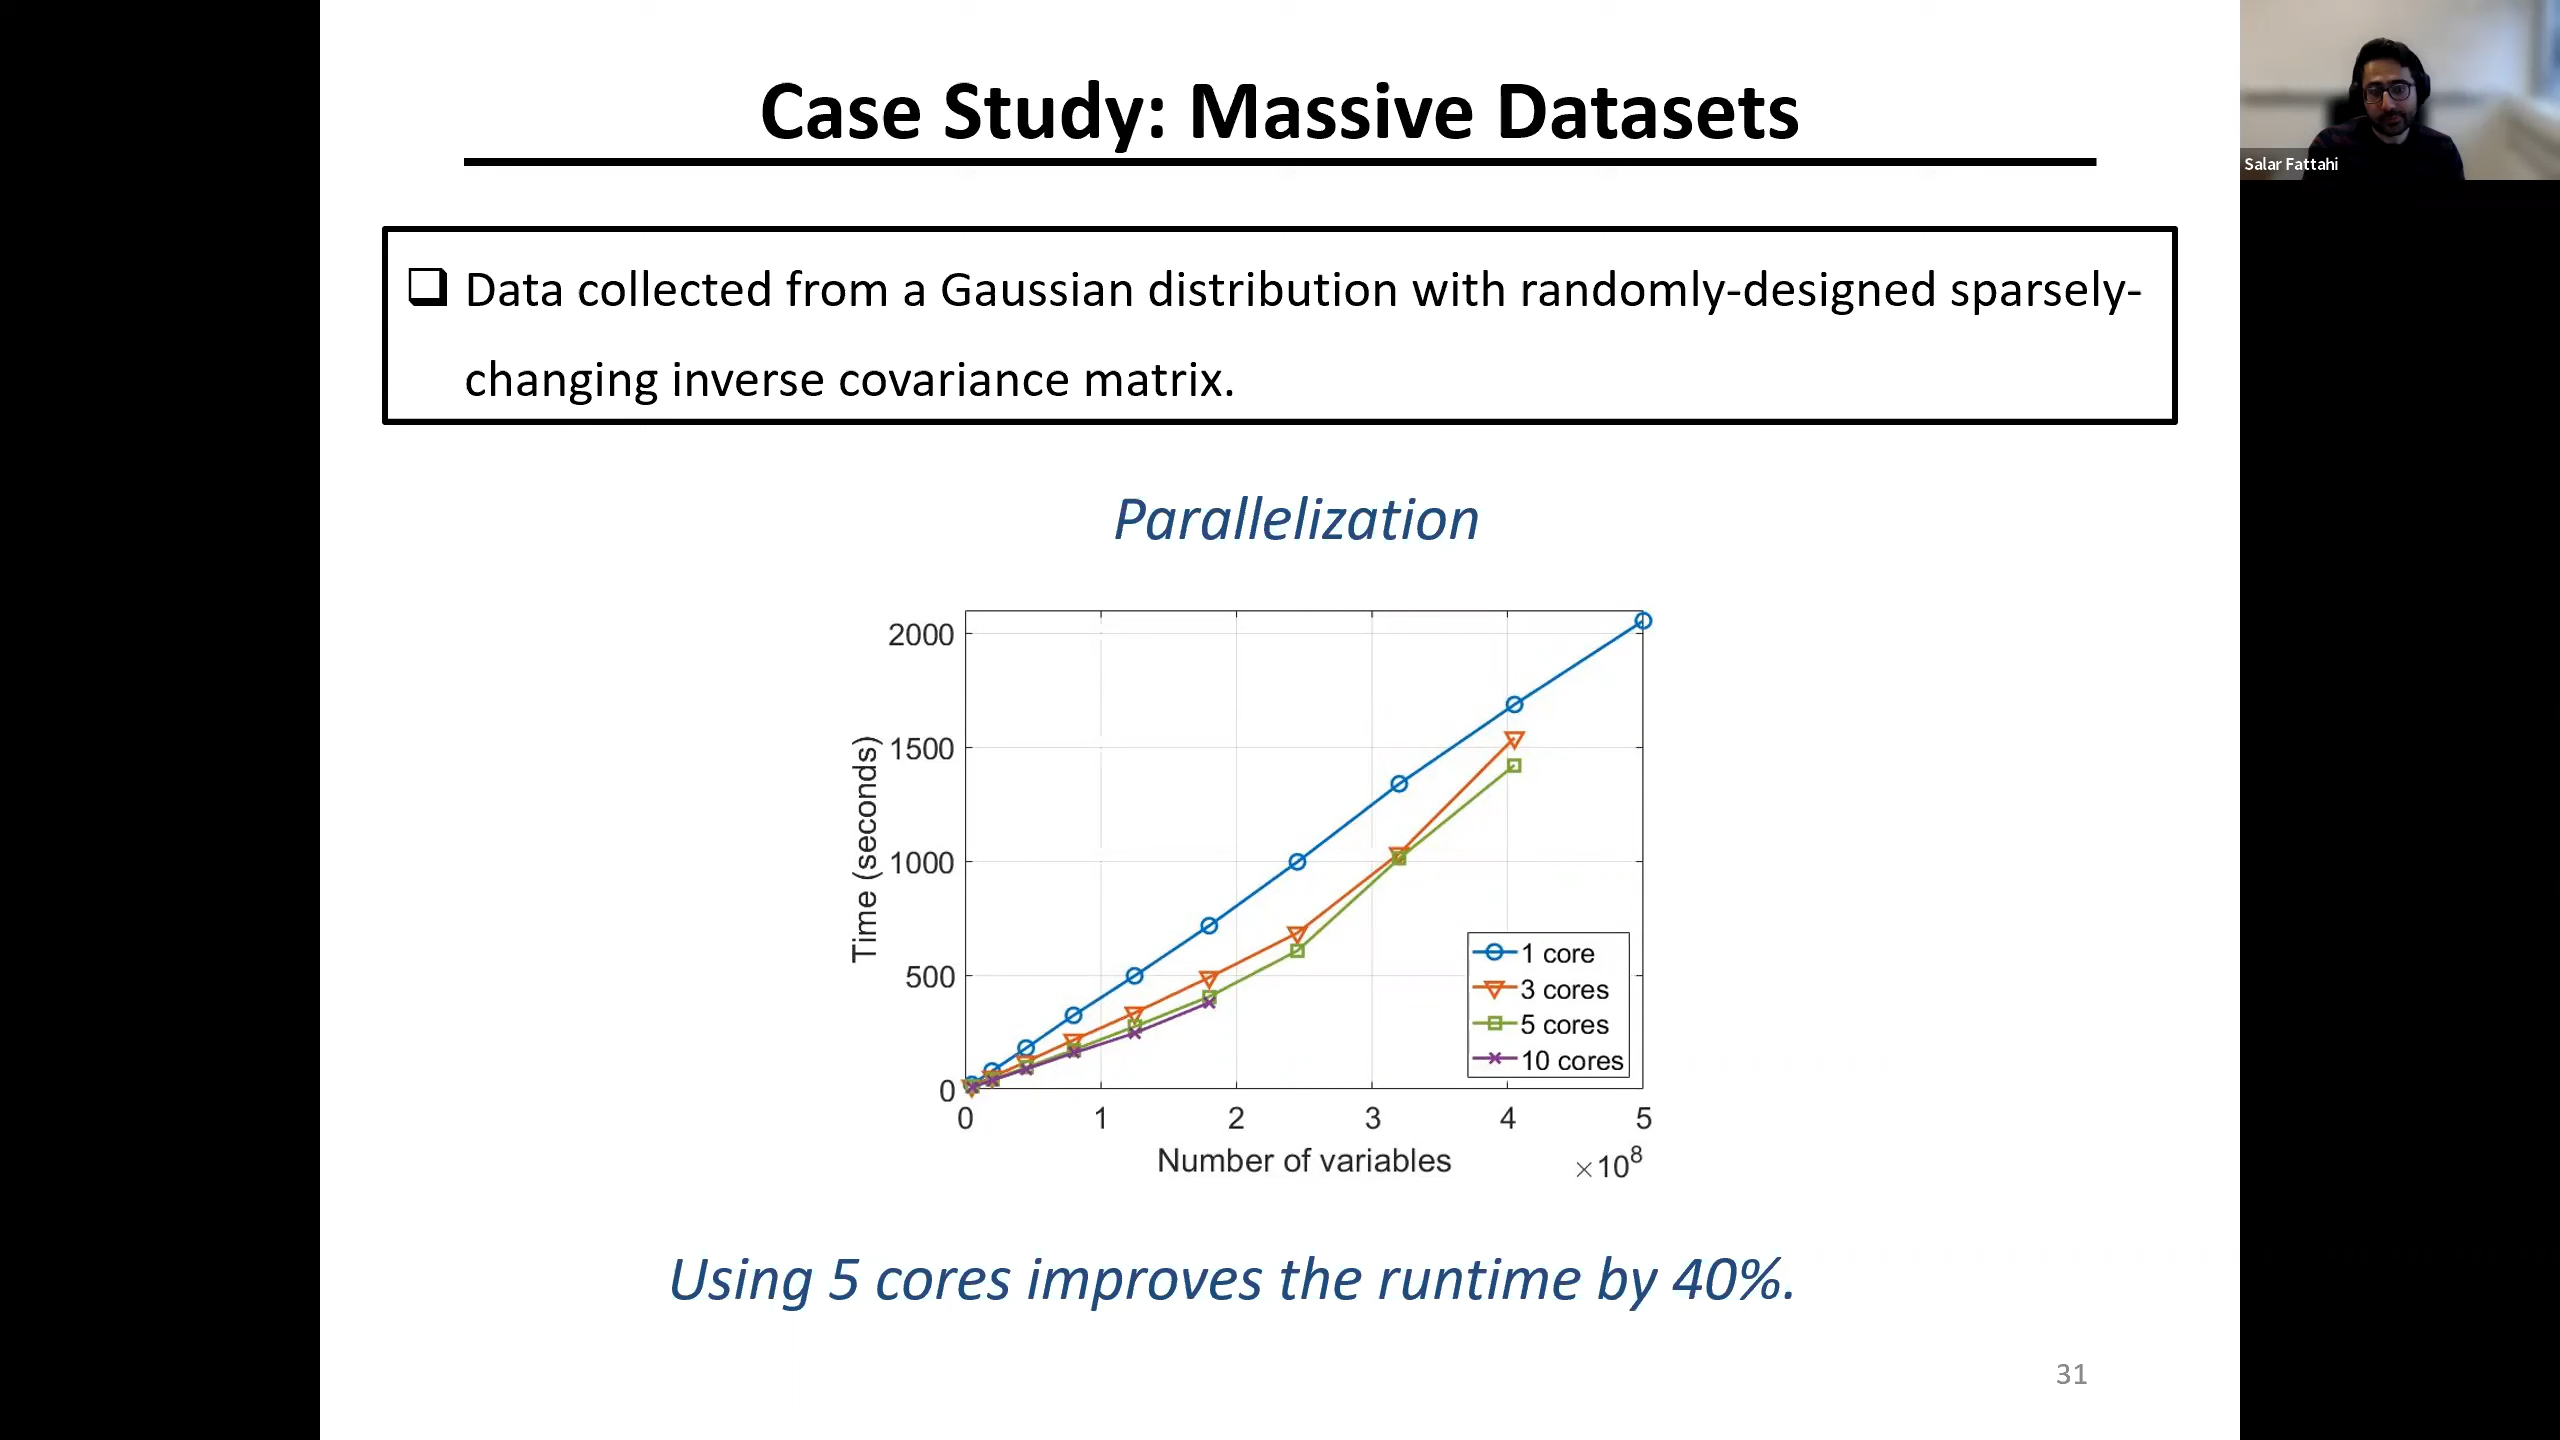 Case Study: Massive Datasets
Salar Fattahi
❑ Data collected from a Gaussian distribution with randomly-designed sparsely-
changing inverse covariance matrix.
Parallelization
2000
1500
1000
500
0
Time (seconds)
1 core
3 cores
5 cores
10 cores
0 1 2 3 4 5
Number of variables
×10⁸
Using 5 cores improves the runtime by 40%.
31